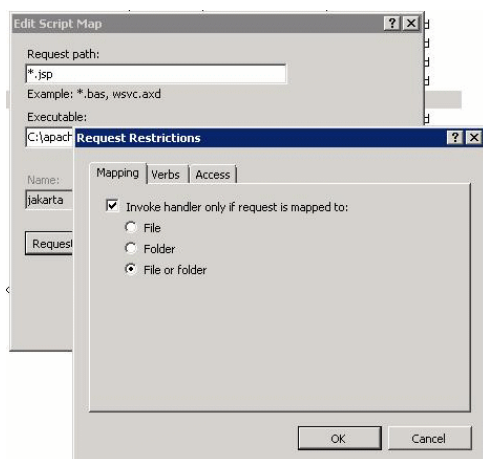 Edit Script Map
Request path:
*.jsp
Example: *.bas, wsvc.axd
Executable:
C:\apach
Name:
jakarta
Request
Request Restrictions
Mapping
Verbs
Access
Invoke handler only if request is mapped to:
File
Folder
File or folder
OK
Cancel